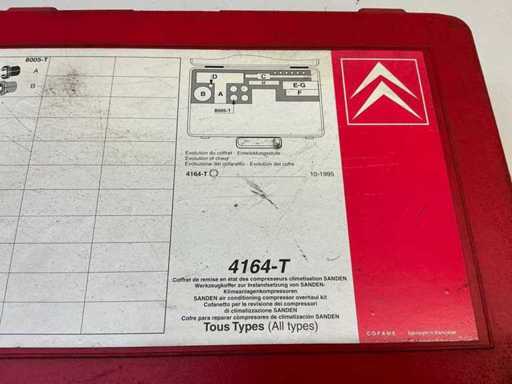 8005-T
A
B
D
C
B
A
E-G
F
H
8005-T
Evolution du coffret - Entwicklungsstufe
Evolution of chest
Evoluzione del cofanetto - Evolution del cofre
4164-T 10-1995
4164-T
Coffret de remise en état des compresseurs climatisation SANDEN
Werkzeugkoffer zur Instandsetzung von SANDEN-
Klimaanlagenkompressoren
SANDEN air conditioning compressor overhaul kit
Cofanetto per la revisione dei compressori
di climatizzazione SANDEN
Cofre para reparar compresores de climatización SANDEN
Tous Types (All types)